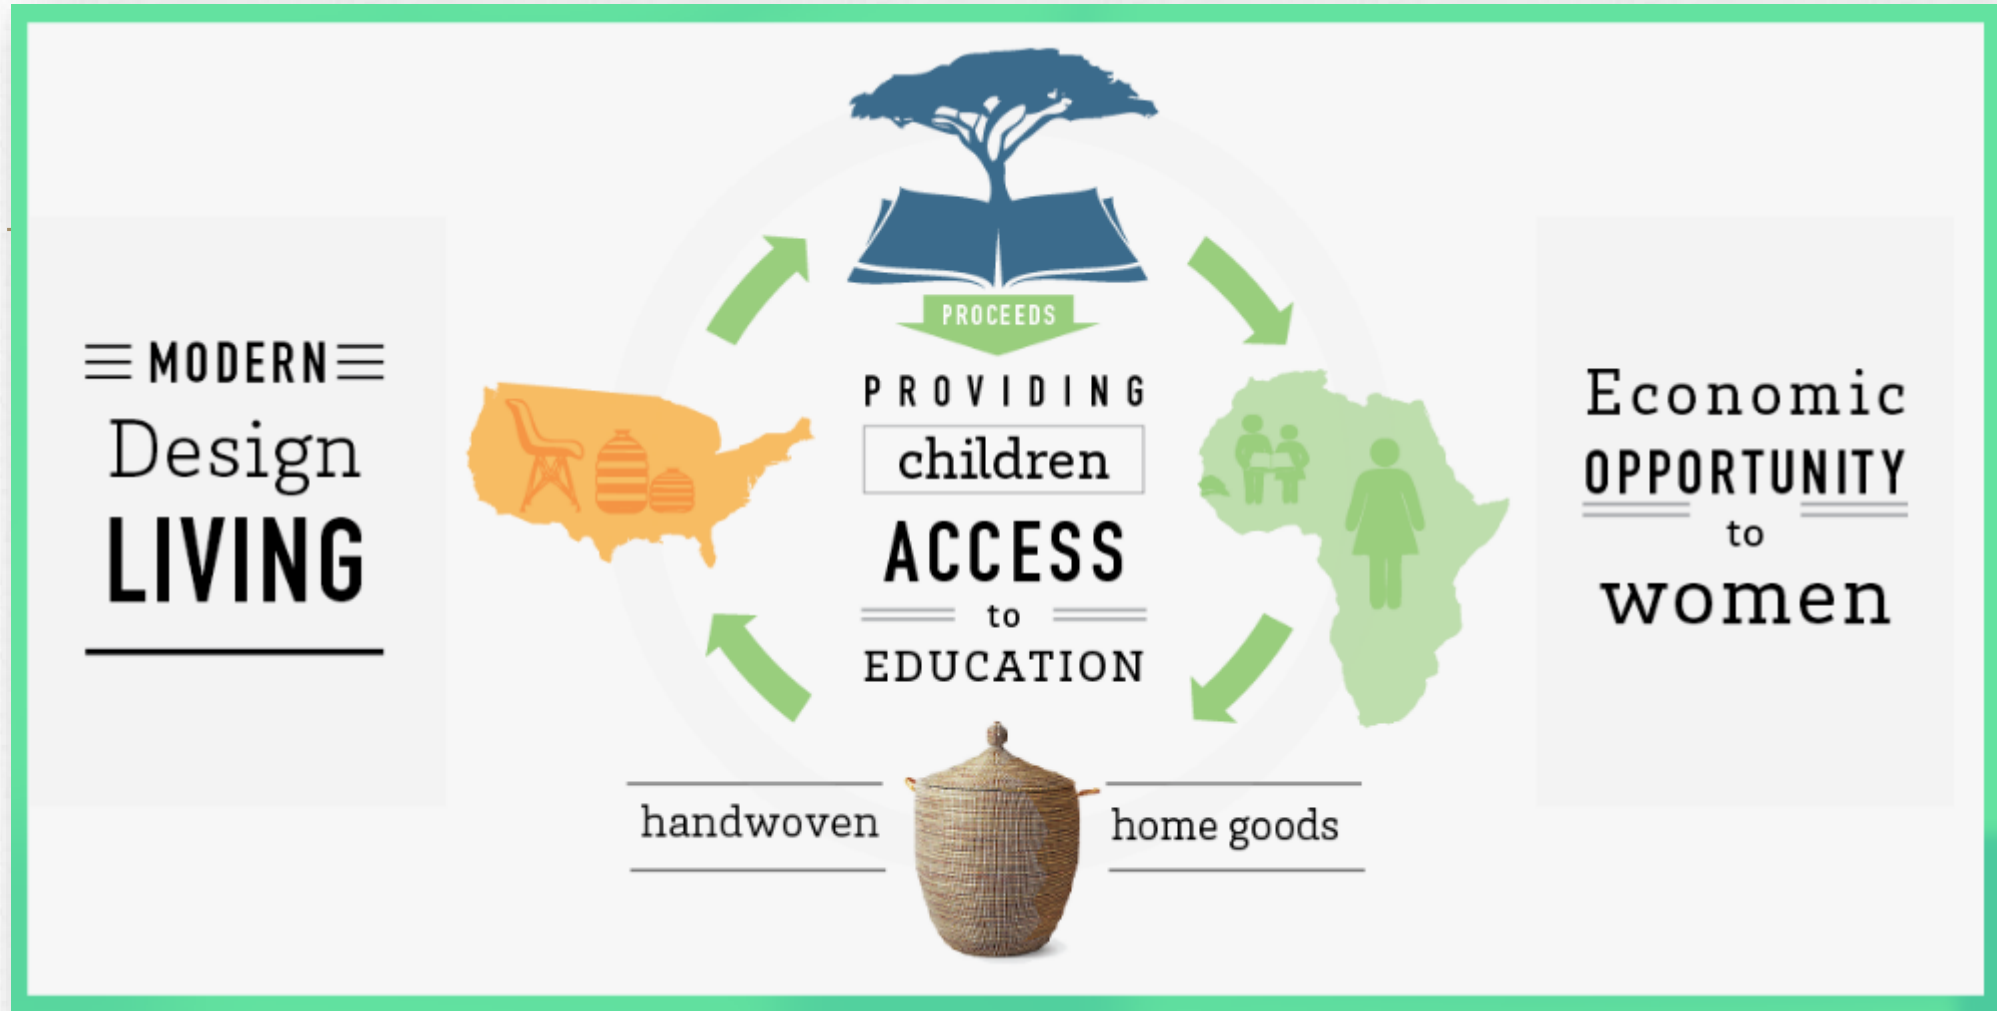 MODERN
Design
LIVING
PROCEEDS
PROVIDING
children
ACCESS
to
EDUCATION
handwoven
home goods
Economic
OPPORTUNITY
to
women